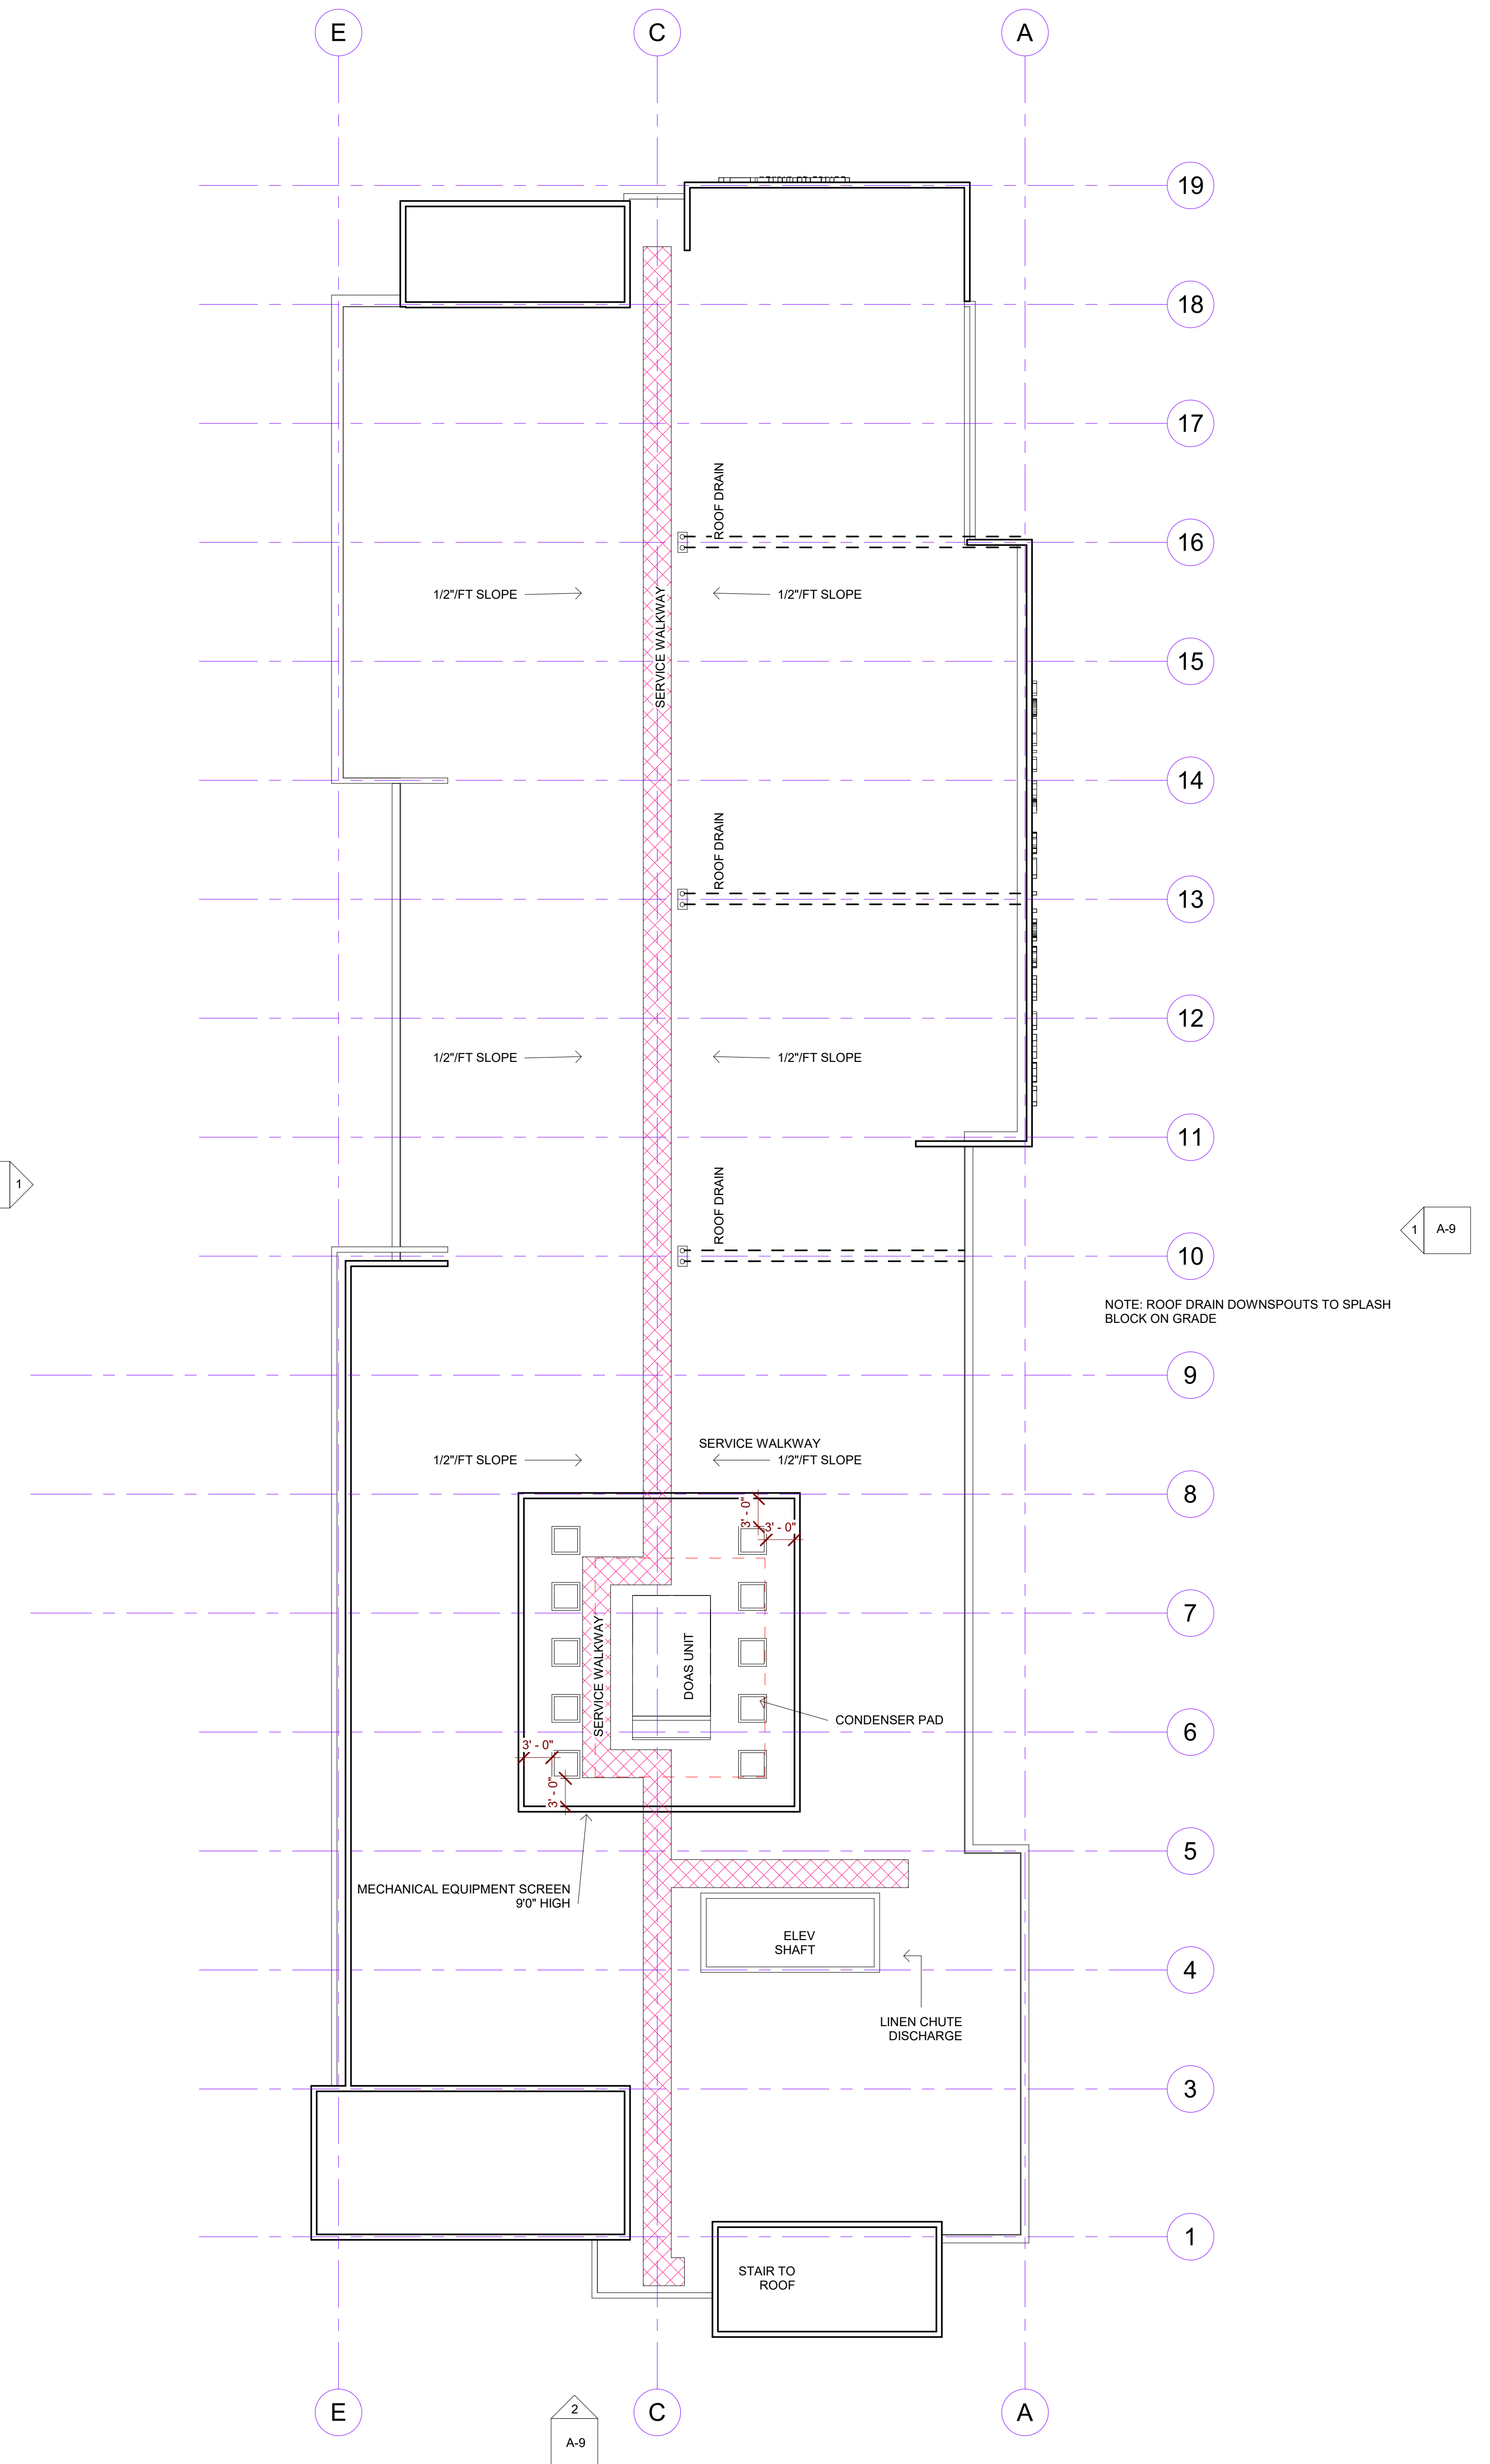 E
C
A
19
18
17
ROOF DRAIN
16
1/2"/FT SLOPE
1/2"/FT SLOPE
SERVICE WALKWAY
15
14
ROOF DRAIN
13
12
1/2"/FT SLOPE
1/2"/FT SLOPE
11
1
ROOF DRAIN
1
A-9
10
NOTE: ROOF DRAIN DOWNSPOUTS TO SPLASH
BLOCK ON GRADE
9
SERVICE WALKWAY
1/2"/FT SLOPE
1/2"/FT SLOPE
8
3' - 0"
3' - 0"
7
SERVICE WALKWAY
DOAS UNIT
CONDENSER PAD
6
3' - 0"
3' - 0"
5
MECHANICAL EQUIPMENT SCREEN
9'0" HIGH
ELEV
SHAFT
4
LINEN CHUTE
DISCHARGE
3
1
STAIR TO
ROOF
E
C
A
2
A-9